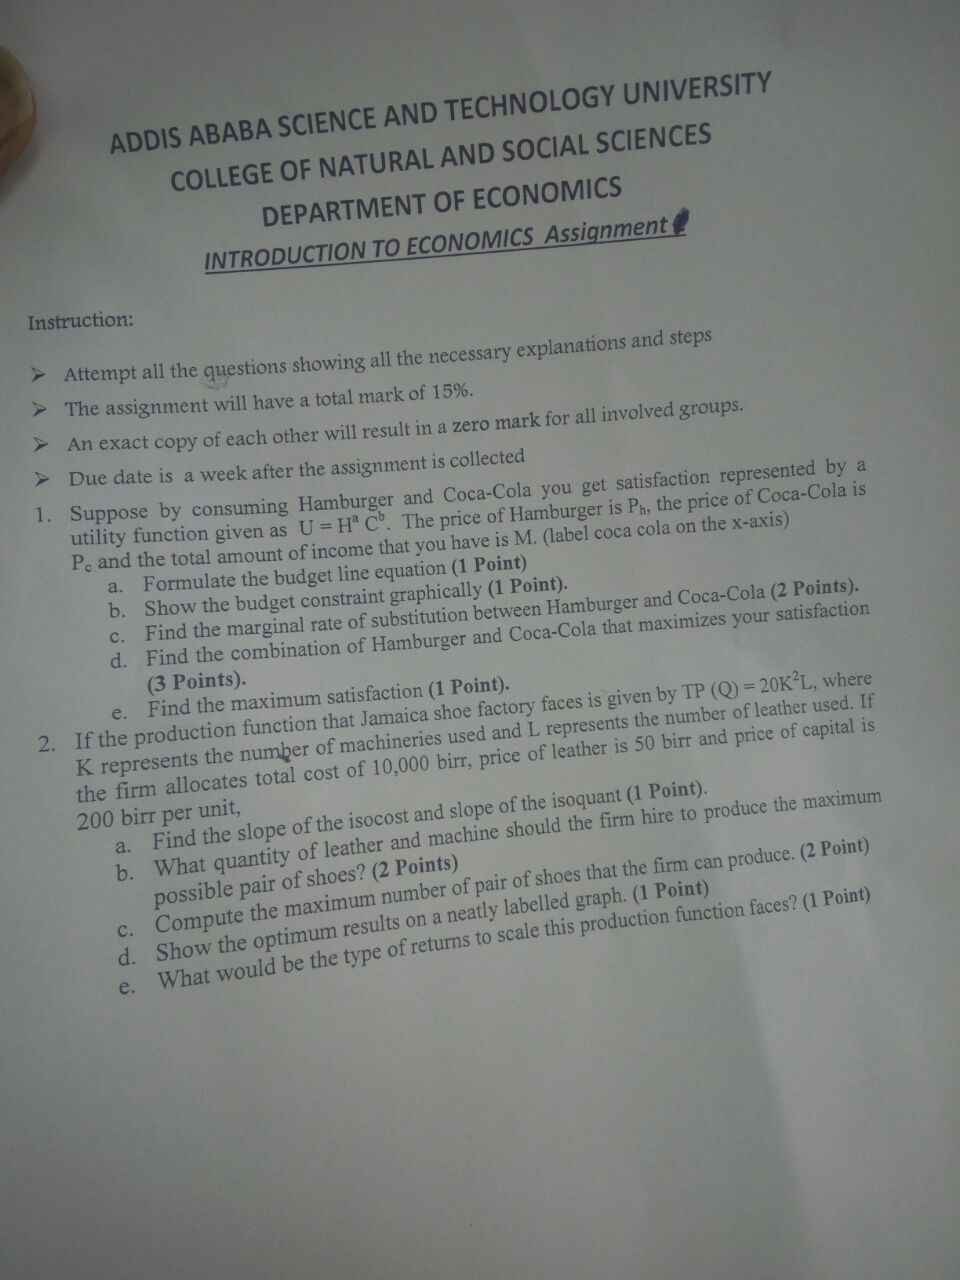 ADDIS ABABA SCIENCE AND TECHNOLOGY UNIVERSITY
COLLEGE OF NATURAL AND SOCIAL SCIENCES
DEPARTMENT OF ECONOMICS
INTRODUCTION TO ECONOMICS Assignment
Instruction:
➤ Attempt all the questions showing all the necessary explanations and steps
➤ The assignment will have a total mark of 15%.
➤ An exact copy of each other will result in a zero mark for all involved groups.
➤ Due date is a week after the assignment is collected
1. Suppose by consuming Hamburger and Coca-Cola you get satisfaction represented by a
utility function given as U = Hᵃ Cᵇ. The price of Hamburger is Pₕ, the price of Coca-Cola is
P_c and the total amount of income that you have is M. (label coca cola on the x-axis)
a. Formulate the budget line equation (1 Point)
b. Show the budget constraint graphically (1 Point).
c. Find the marginal rate of substitution between Hamburger and Coca-Cola (2 Points).
d. Find the combination of Hamburger and Coca-Cola that maximizes your satisfaction
(3 Points).
e. Find the maximum satisfaction (1 Point).
2. If the production function that Jamaica shoe factory faces is given by TP (Q) = 20K²L, where
K represents the number of machineries used and L represents the number of leather used. If
the firm allocates total cost of 10,000 birr, price of leather is 50 birr and price of capital is
200 birr per unit,
a. Find the slope of the isocost and slope of the isoquant (1 Point).
b. What quantity of leather and machine should the firm hire to produce the maximum
possible pair of shoes? (2 Points)
c. Compute the maximum number of pair of shoes that the firm can produce. (2 Point)
d. Show the optimum results on a neatly labelled graph. (1 Point)
e. What would be the type of returns to scale this production function faces? (1 Point)